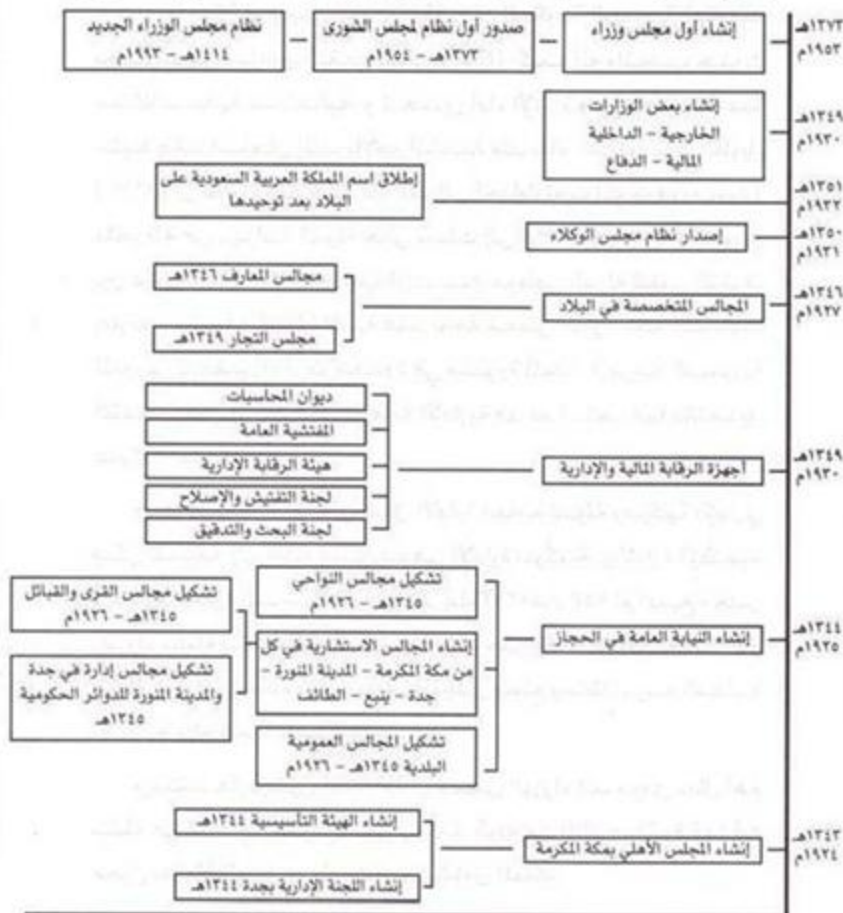 ١٣٧٣هـ
١٩٥٣م
إنشاء أول مجلس وزراء
صدور أول نظام لمجلس الشورى
١٣٧٣هـ – ١٩٥٤م
نظام مجلس الوزراء الجديد
١٤١٤هـ – ١٩٩٣م
١٣٤٩هـ
١٩٣٠م
إنشاء بعض الوزارات
الخارجية – الداخلية
المالية – الدفاع
١٣٥١هـ
١٩٣٢م
إطلاق اسم المملكة العربية السعودية على
البلاد بعد توحيدها
١٣٥٠هـ
١٩٣١م
إصدار نظام مجلس الوكلاء
١٣٤٦هـ
١٩٢٧م
المجالس المتخصصة في البلاد
مجالس المعارف ١٣٤٦هـ
مجلس التجار ١٣٤٩هـ
١٣٤٩هـ
١٩٣٠م
أجهزة الرقابة المالية والإدارية
ديوان المحاسبات
المفتشية العامة
هيئة الرقابة الإدارية
لجنة التفتيش والإصلاح
لجنة البحث والتدقيق
١٣٤٤هـ
١٩٢٥م
إنشاء النيابة العامة في الحجاز
تشكيل مجالس النواحي
١٣٤٥هـ – ١٩٢٦م
إنشاء المجالس الاستشارية في كل
من مكة المكرمة – المدينة المنورة –
جدة – ينبع – الطائف
تشكيل المجالس العمومية
البلدية ١٣٤٥هـ – ١٩٢٦م
تشكيل مجالس القرى والقبائل
١٣٤٥هـ – ١٩٢٦م
تشكيل مجالس إدارة في جدة
والمدينة المنورة للدوائر الحكومية
١٣٤٥هـ
١٣٤٣هـ
١٩٢٤م
إنشاء المجلس الأهلي بمكة المكرمة
إنشاء الهيئة التأسيسية ١٣٤٤هـ
إنشاء اللجنة الإدارية بجدة ١٣٤٤هـ